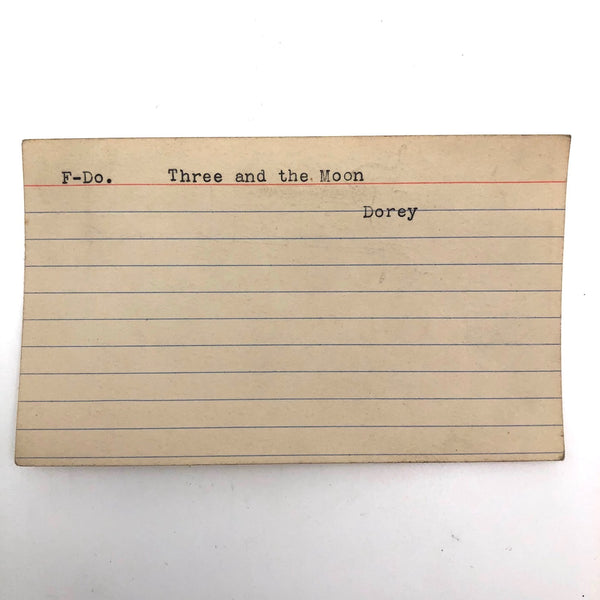 F-Do. Three and the Moon
Dorey